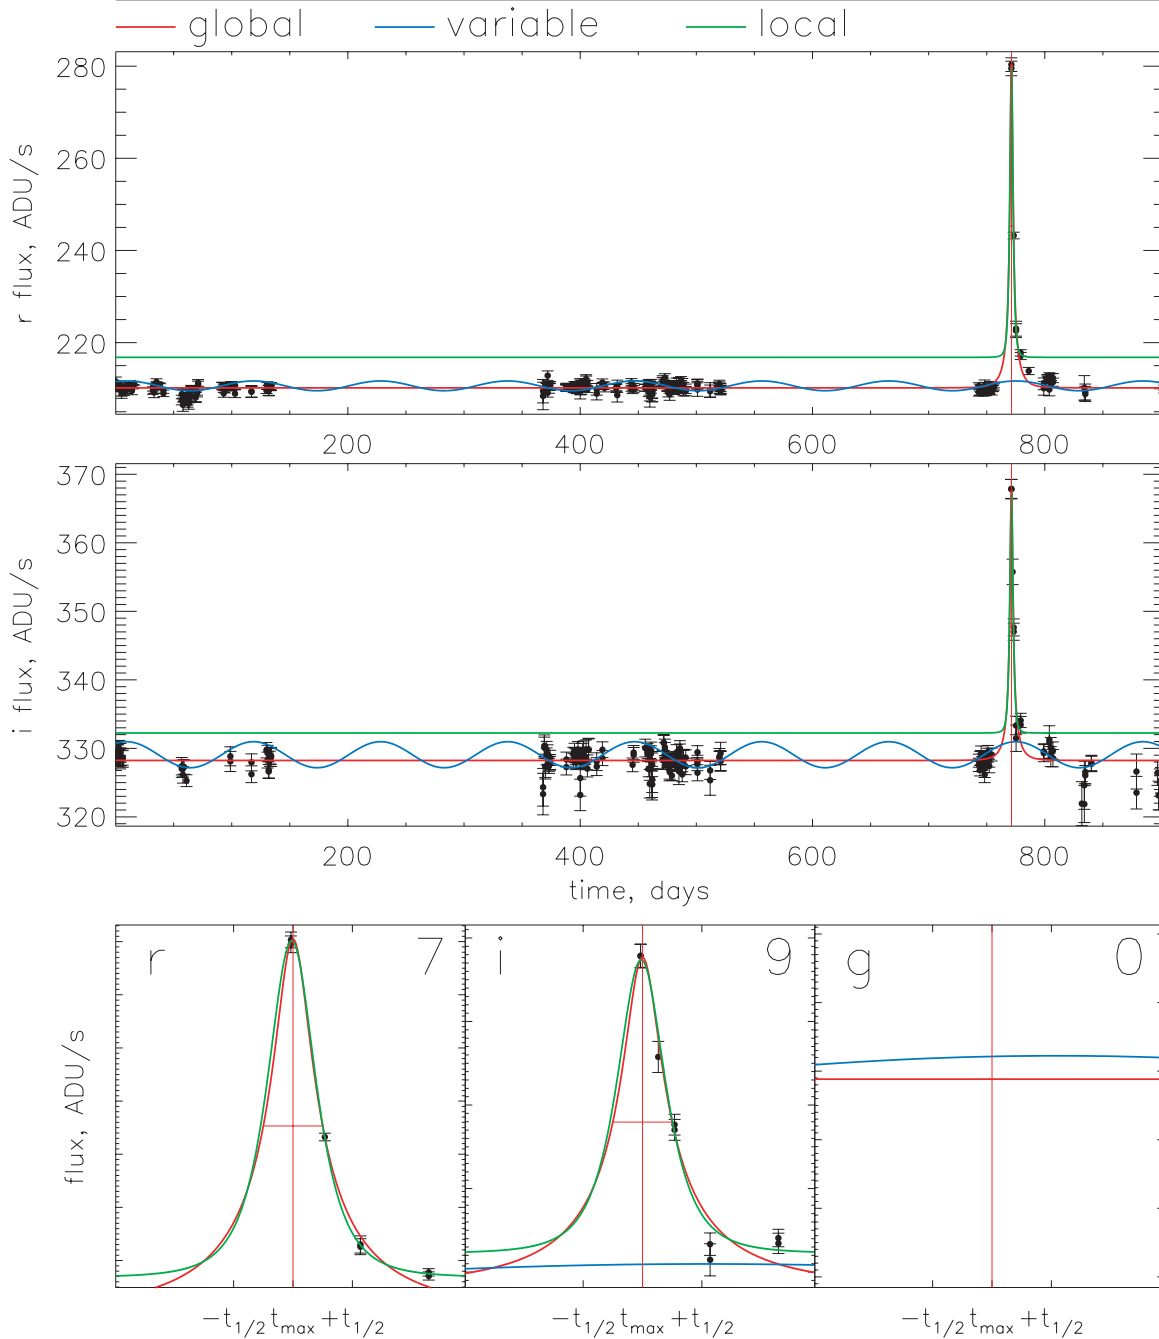 global variable local
280
260
240
220
r flux, ADU/s
200 400 600 800
370
360
350
340
330
320
i flux, ADU/s
200 400 600 800
time, days
r 7 i 9 g 0
flux, ADU/s
−t1/2 tmax +t1/2 −t1/2 tmax +t1/2 −t1/2 tmax +t1/2